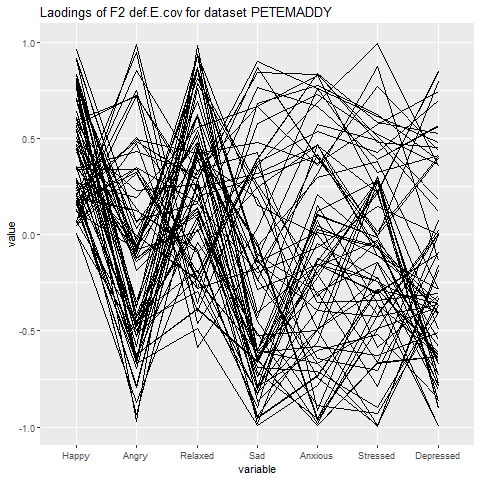 Laodings of F2 def.E.cov for dataset PETEMADDY
1.0
0.5
0.0
-0.5
-1.0
value
Happy Angry Relaxed Sad Anxious Stressed Depressed
variable